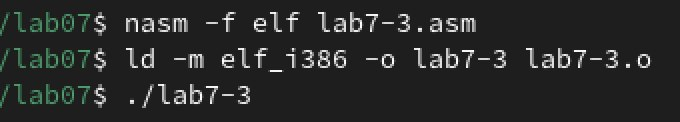 /lab07$ nasm -f elf lab7-3.asm
/lab07$ ld -m elf_i386 -o lab7-3 lab7-3.o
/lab07$ ./lab7-3